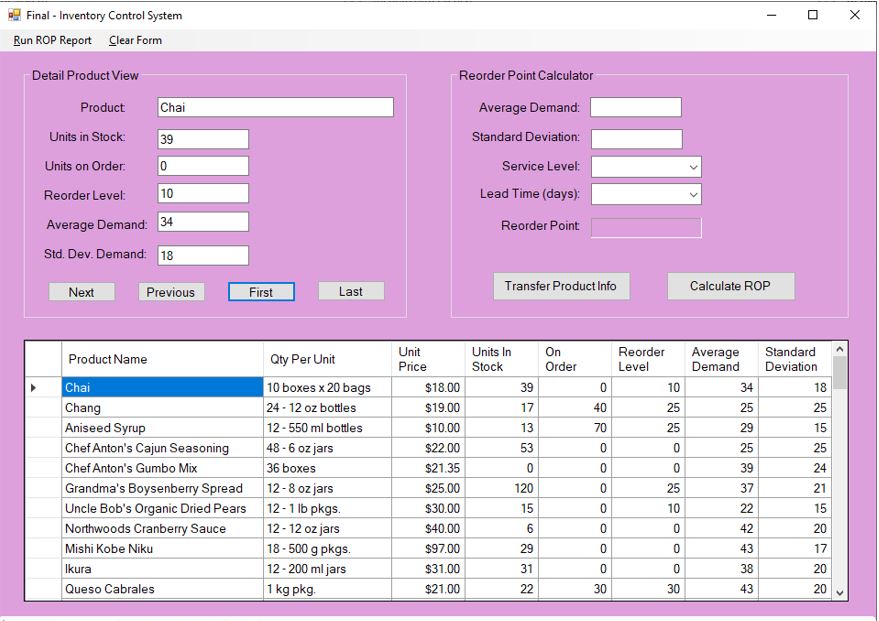 Final - Inventory Control System
Run ROP Report Clear Form
Detail Product View
Product: Chai
Units in Stock: 39
Units on Order: 0
Reorder Level: 10
Average Demand: 34
Std. Dev. Demand: 18
Next Previous First Last
Reorder Point Calculator
Average Demand:
Standard Deviation:
Service Level:
Lead Time (days):
Reorder Point:
Transfer Product Info Calculate ROP
Product Name Qty Per Unit Unit Price Units In Stock On Order Reorder Level Average Demand Standard Deviation
Chai 10 boxes x 20 bags $18.00 39 0 10 34 18
Chang 24 - 12 oz bottles $19.00 17 40 25 25 25
Aniseed Syrup 12 - 550 ml bottles $10.00 13 70 25 29 15
Chef Anton's Cajun Seasoning 48 - 6 oz jars $22.00 53 0 0 25 25
Chef Anton's Gumbo Mix 36 boxes $21.35 0 0 0 39 24
Grandma's Boysenberry Spread 12 - 8 oz jars $25.00 120 0 25 37 21
Uncle Bob's Organic Dried Pears 12 - 1 lb pkgs. $30.00 15 0 10 22 15
Northwoods Cranberry Sauce 12 - 12 oz jars $40.00 6 0 0 42 20
Mishi Kobe Niku 18 - 500 g pkgs. $97.00 29 0 0 43 17
Ikura 12 - 200 ml jars $31.00 31 0 0 38 20
Queso Cabrales 1 kg pkg. $21.00 22 30 30 43 20